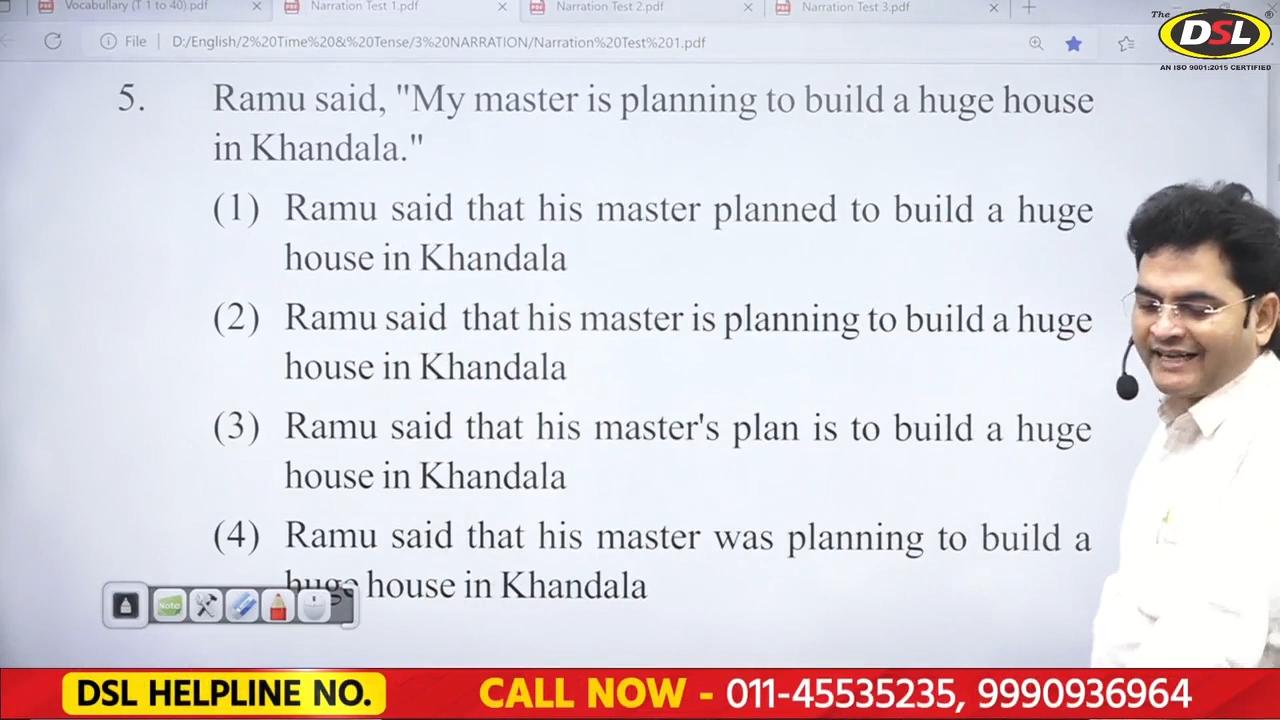 Vocabulary (T 1 to 40).pdf
Narration Test 1.pdf
Narration Test 2.pdf
Narration Test 3.pdf
File
D:/English/2%20Time%20&%20Tense/3%20NARRATION/Narration%20Test%201.pdf
The
DSL
AN ISO 9001:2015 CERTIFIED
5. Ramu said, "My master is planning to build a huge house
in Khandala."
(1) Ramu said that his master planned to build a huge
house in Khandala
(2) Ramu said that his master is planning to build a huge
house in Khandala
(3) Ramu said that his master's plan is to build a huge
house in Khandala
(4) Ramu said that his master was planning to build a
huge house in Khandala
Note
DSL HELPLINE NO.
CALL NOW - 011-45535235, 9990936964